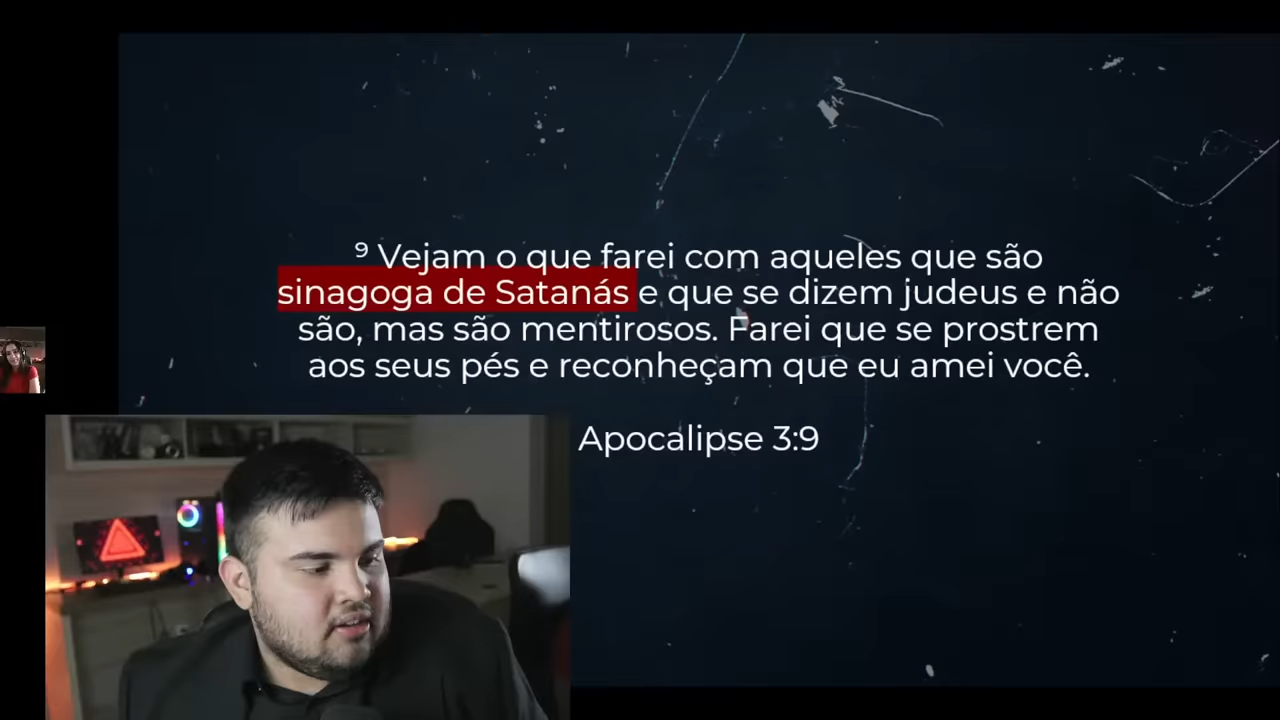 ⁹ Vejam o que farei com aqueles que são
sinagoga de Satanás e que se dizem judeus e não
são, mas são mentirosos. Farei que se prostrem
aos seus pés e reconheçam que eu amei você.
Apocalipse 3:9